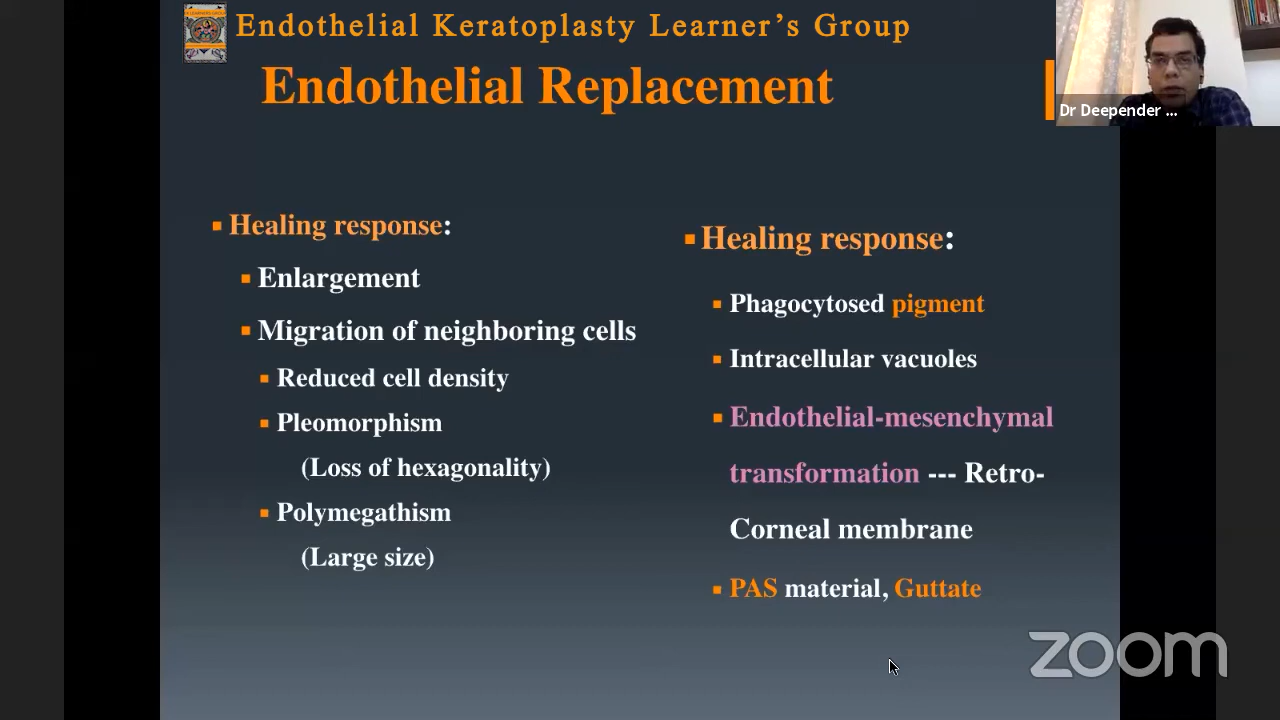 Endothelial Keratoplasty Learner's Group
Endothelial Replacement
Dr Deepender ...
Healing response:
Enlargement
Migration of neighboring cells
Reduced cell density
Pleomorphism
(Loss of hexagonality)
Polymegathism
(Large size)
Healing response:
Phagocytosed pigment
Intracellular vacuoles
Endothelial-mesenchymal
transformation --- Retro-
Corneal membrane
PAS material, Guttate
zoom